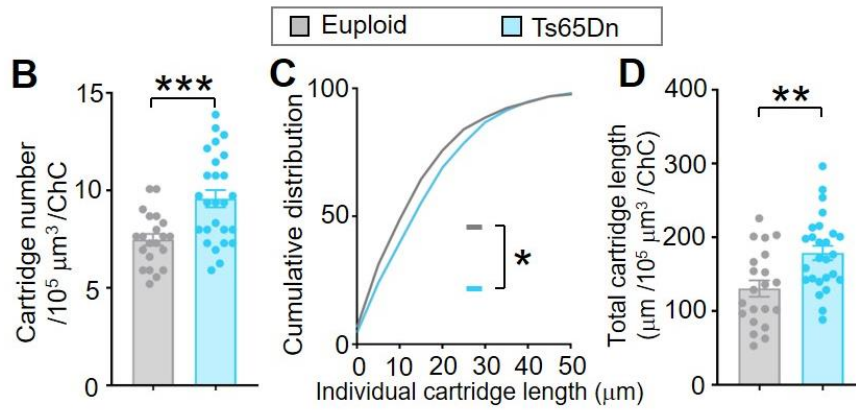 Euploid Ts65Dn
B
***
Cartridge number
/10⁵ μm³ /ChC
15
10
5
0
C
Cumulative distribution
100
50
0
*
0 10 20 30 40 50
Individual cartridge length (μm)
D
**
Total cartridge length
(μm /10⁵ μm³ /ChC)
400
300
200
100
0